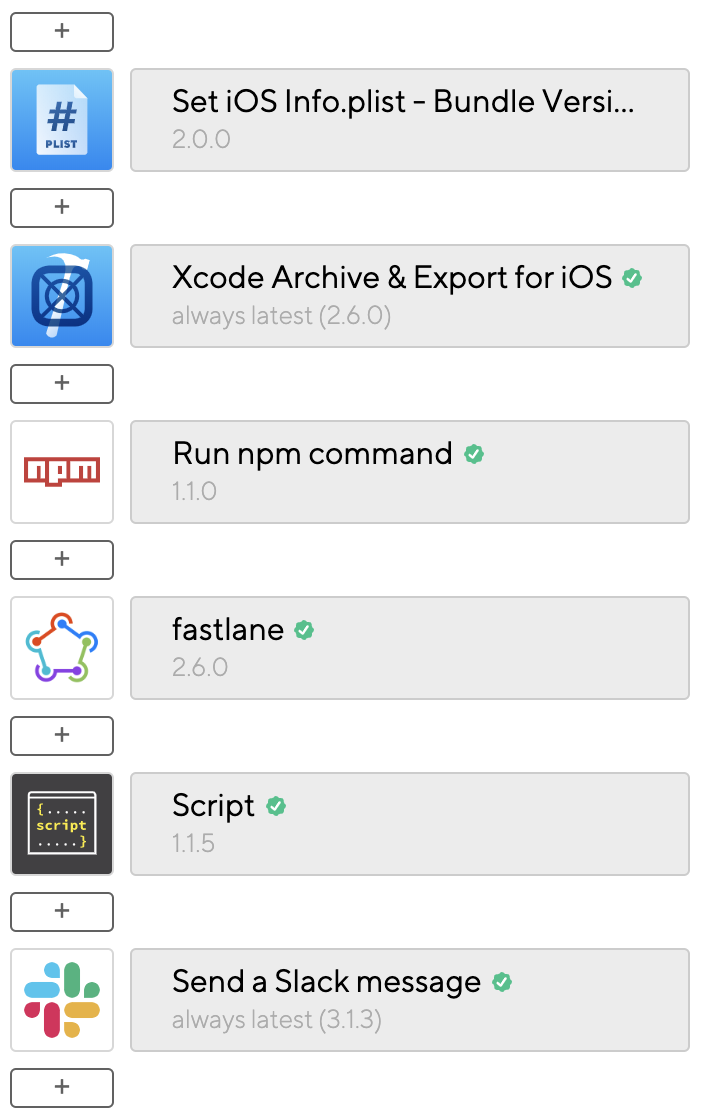 +
#
PLIST
Set iOS Info.plist - Bundle Versi...
2.0.0
+
Xcode Archive & Export for iOS
always latest (2.6.0)
+
npm
Run npm command
1.1.0
+
fastlane
2.6.0
+
{.....
script
.....}
Script
1.1.5
+
Send a Slack message
always latest (3.1.3)
+